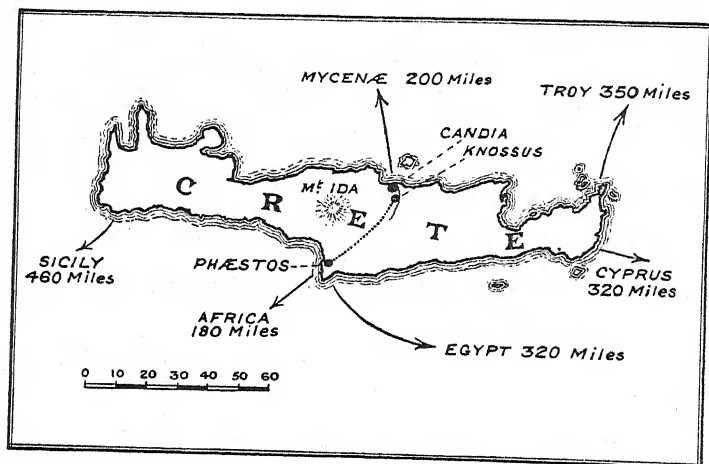 MYCENÆ 200 Miles
TROY 350 Miles
CANDIA
KNOSSUS
Mt IDA
CRETE
PHÆSTOS
SICILY
460 Miles
CYPRUS
320 Miles
AFRICA
180 Miles
EGYPT 320 Miles
0 10 20 30 40 50 60